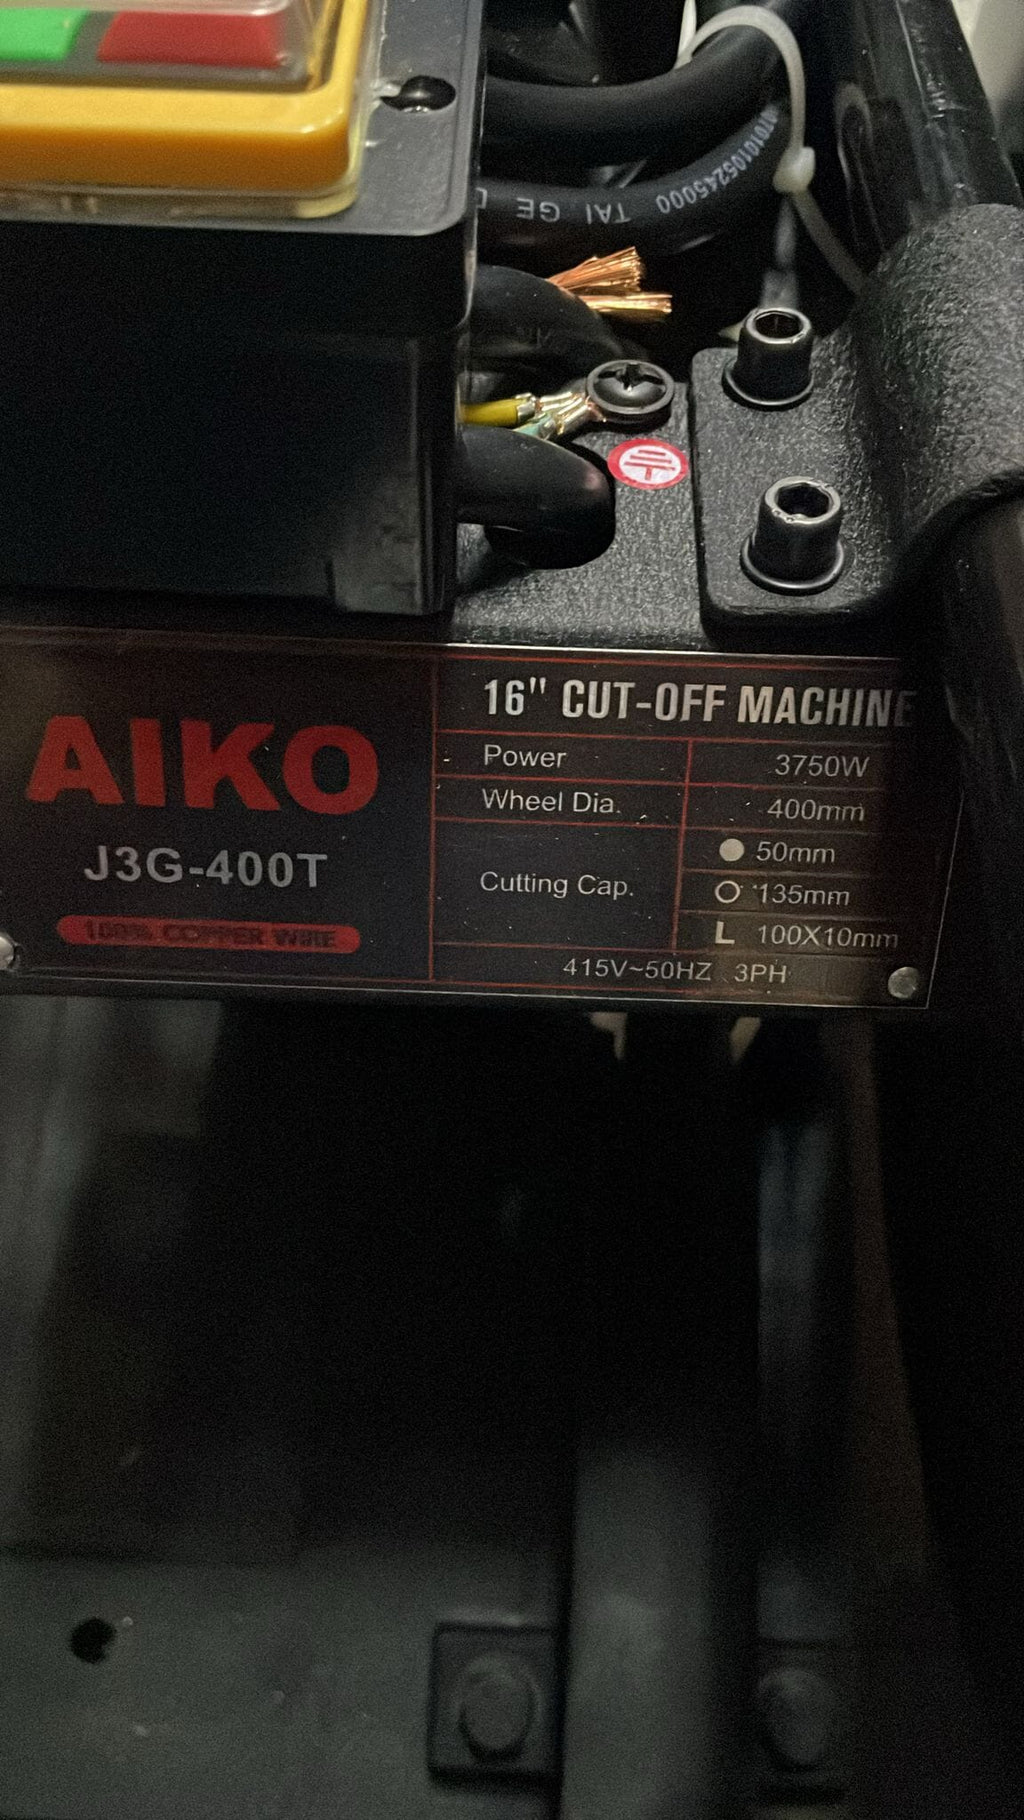 TAI GE
07010105245000
AIKO
J3G-400T
100% COPPER WIRE
16" CUT-OFF MACHINE
Power 3750W
Wheel Dia. 400mm
Cutting Cap. 50mm
135mm
L 100X10mm
415V~50HZ 3PH